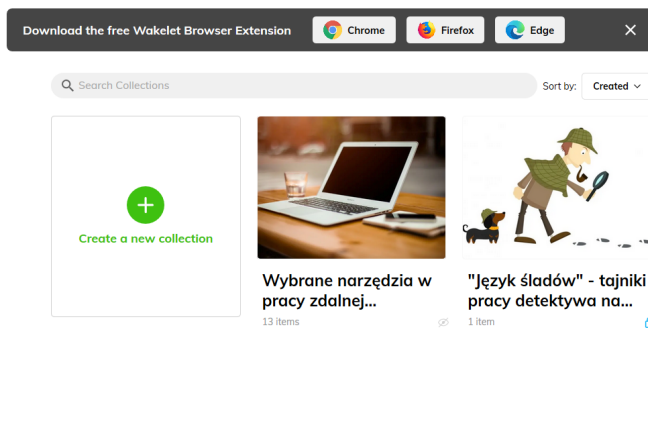 Download the free Wakelet Browser Extension
Chrome
Firefox
Edge
Search Collections
Sort by:
Created
Create a new collection
Wybrane narzędzia w
pracy zdalnej...
13 items
"Język śladów" - tajniki
pracy detektywa na...
1 item